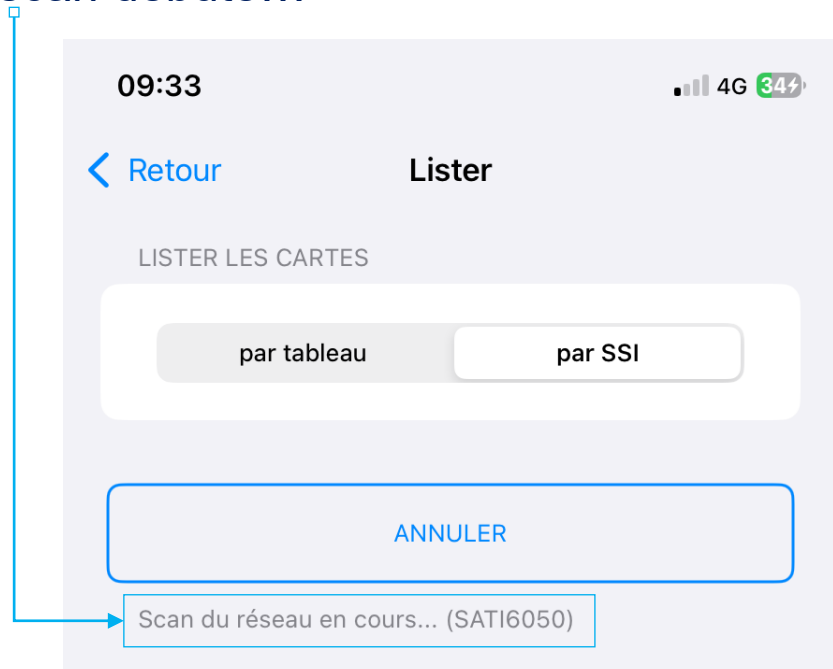 09:33
4G 34
Retour
Lister
LISTER LES CARTES
par tableau
par SSI
ANNULER
Scan du réseau en cours... (SATI6050)